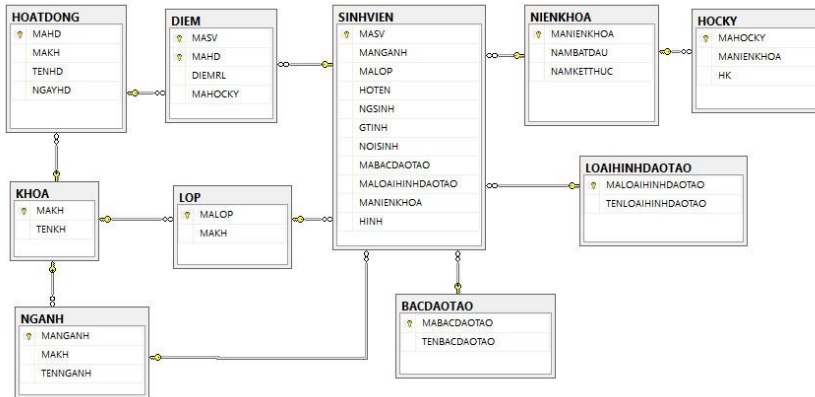 HOATDONG
MAHD
MAKH
TENHD
NGAYHD
DIEM
MASV
MAHD
DIEMRL
MAHOCKY
SINHVIEN
MASV
MANGANH
MALOP
HOTEN
NGSINH
GTINH
NOISINH
MABACDAOTAO
MALOAIHINHDAOTAO
MANIENKHOA
HINH
NIENKHOA
MANIENKHOA
NAMBATDAU
NAMKETTHUC
HOCKY
MAHOCKY
MANIENKHOA
HK
KHOA
MAKH
TENKH
LOP
MALOP
MAKH
LOAIHINHDAOTAO
MALOAIHINHDAOTAO
TENLOAIHINHDAOTAO
NGANH
MANGANH
MAKH
TENNGANH
BACDAOTAO
MABACDAOTAO
TENBACDAOTAO